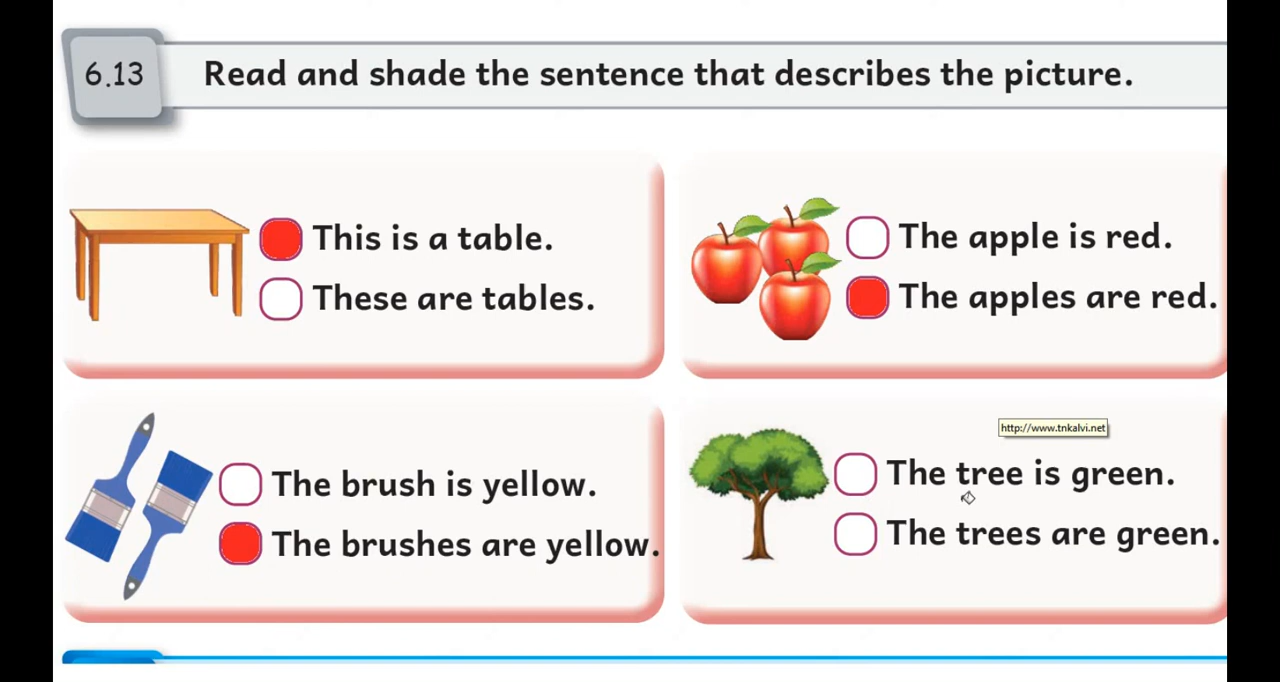 6.13
Read and shade the sentence that describes the picture.
This is a table.
These are tables.
The apple is red.
The apples are red.
The brush is yellow.
The brushes are yellow.
http://www.tnkalvi.net
The tree is green.
The trees are green.